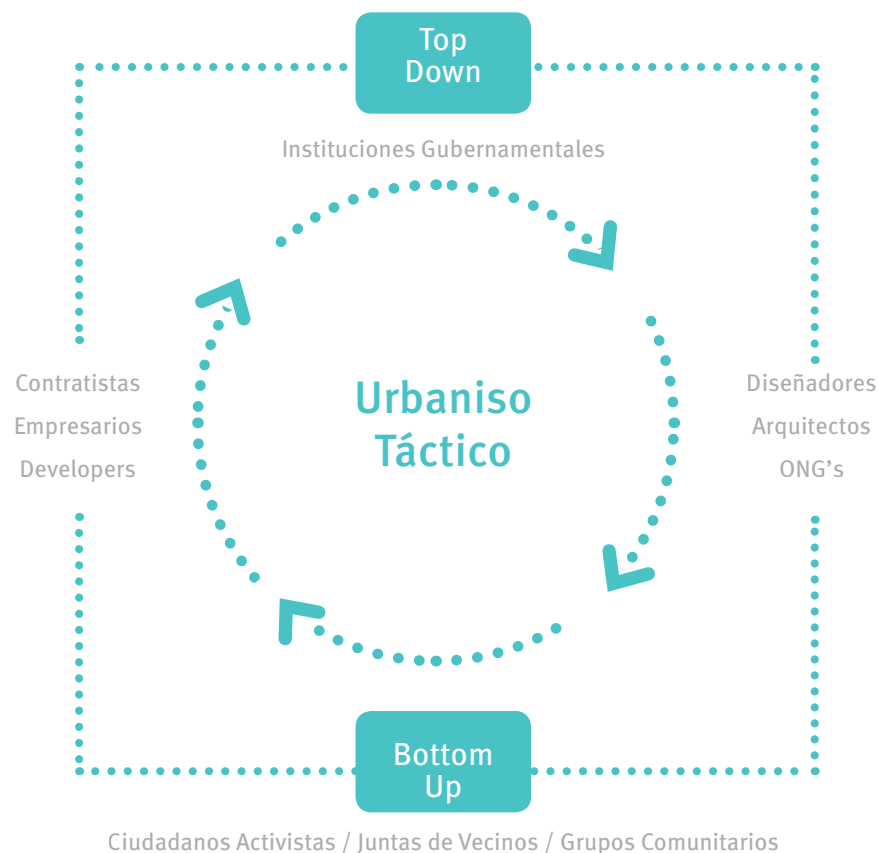 Top
Down
Instituciones Gubernamentales
Contratistas
Empresarios
Developers
Urbaniso
Táctico
Diseñadores
Arquitectos
ONG’s
Bottom
Up
Ciudadanos Activistas / Juntas de Vecinos / Grupos Comunitarios